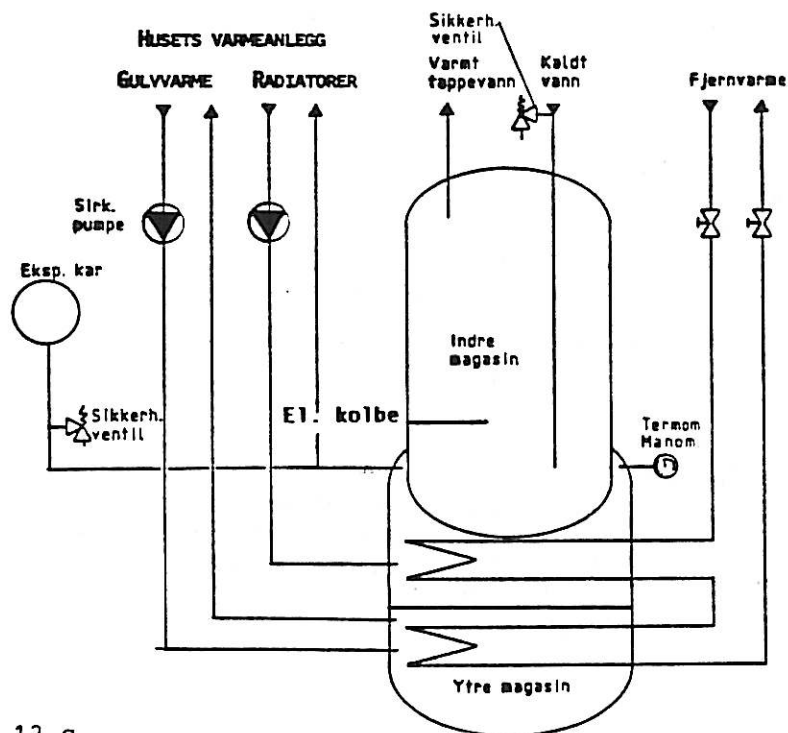 HUSETS VARMEANLEGG
GULVVARME RADIATORER
Sikkerh.
ventil
Varmt
tappevann
Kaldt
vann
Fjernvarme
Sirk.
pumpe
Eksp. kar
Indre
magasin
El. kolbe
Sikkerh.
ventil
Termom
Manom
Ytre magasin